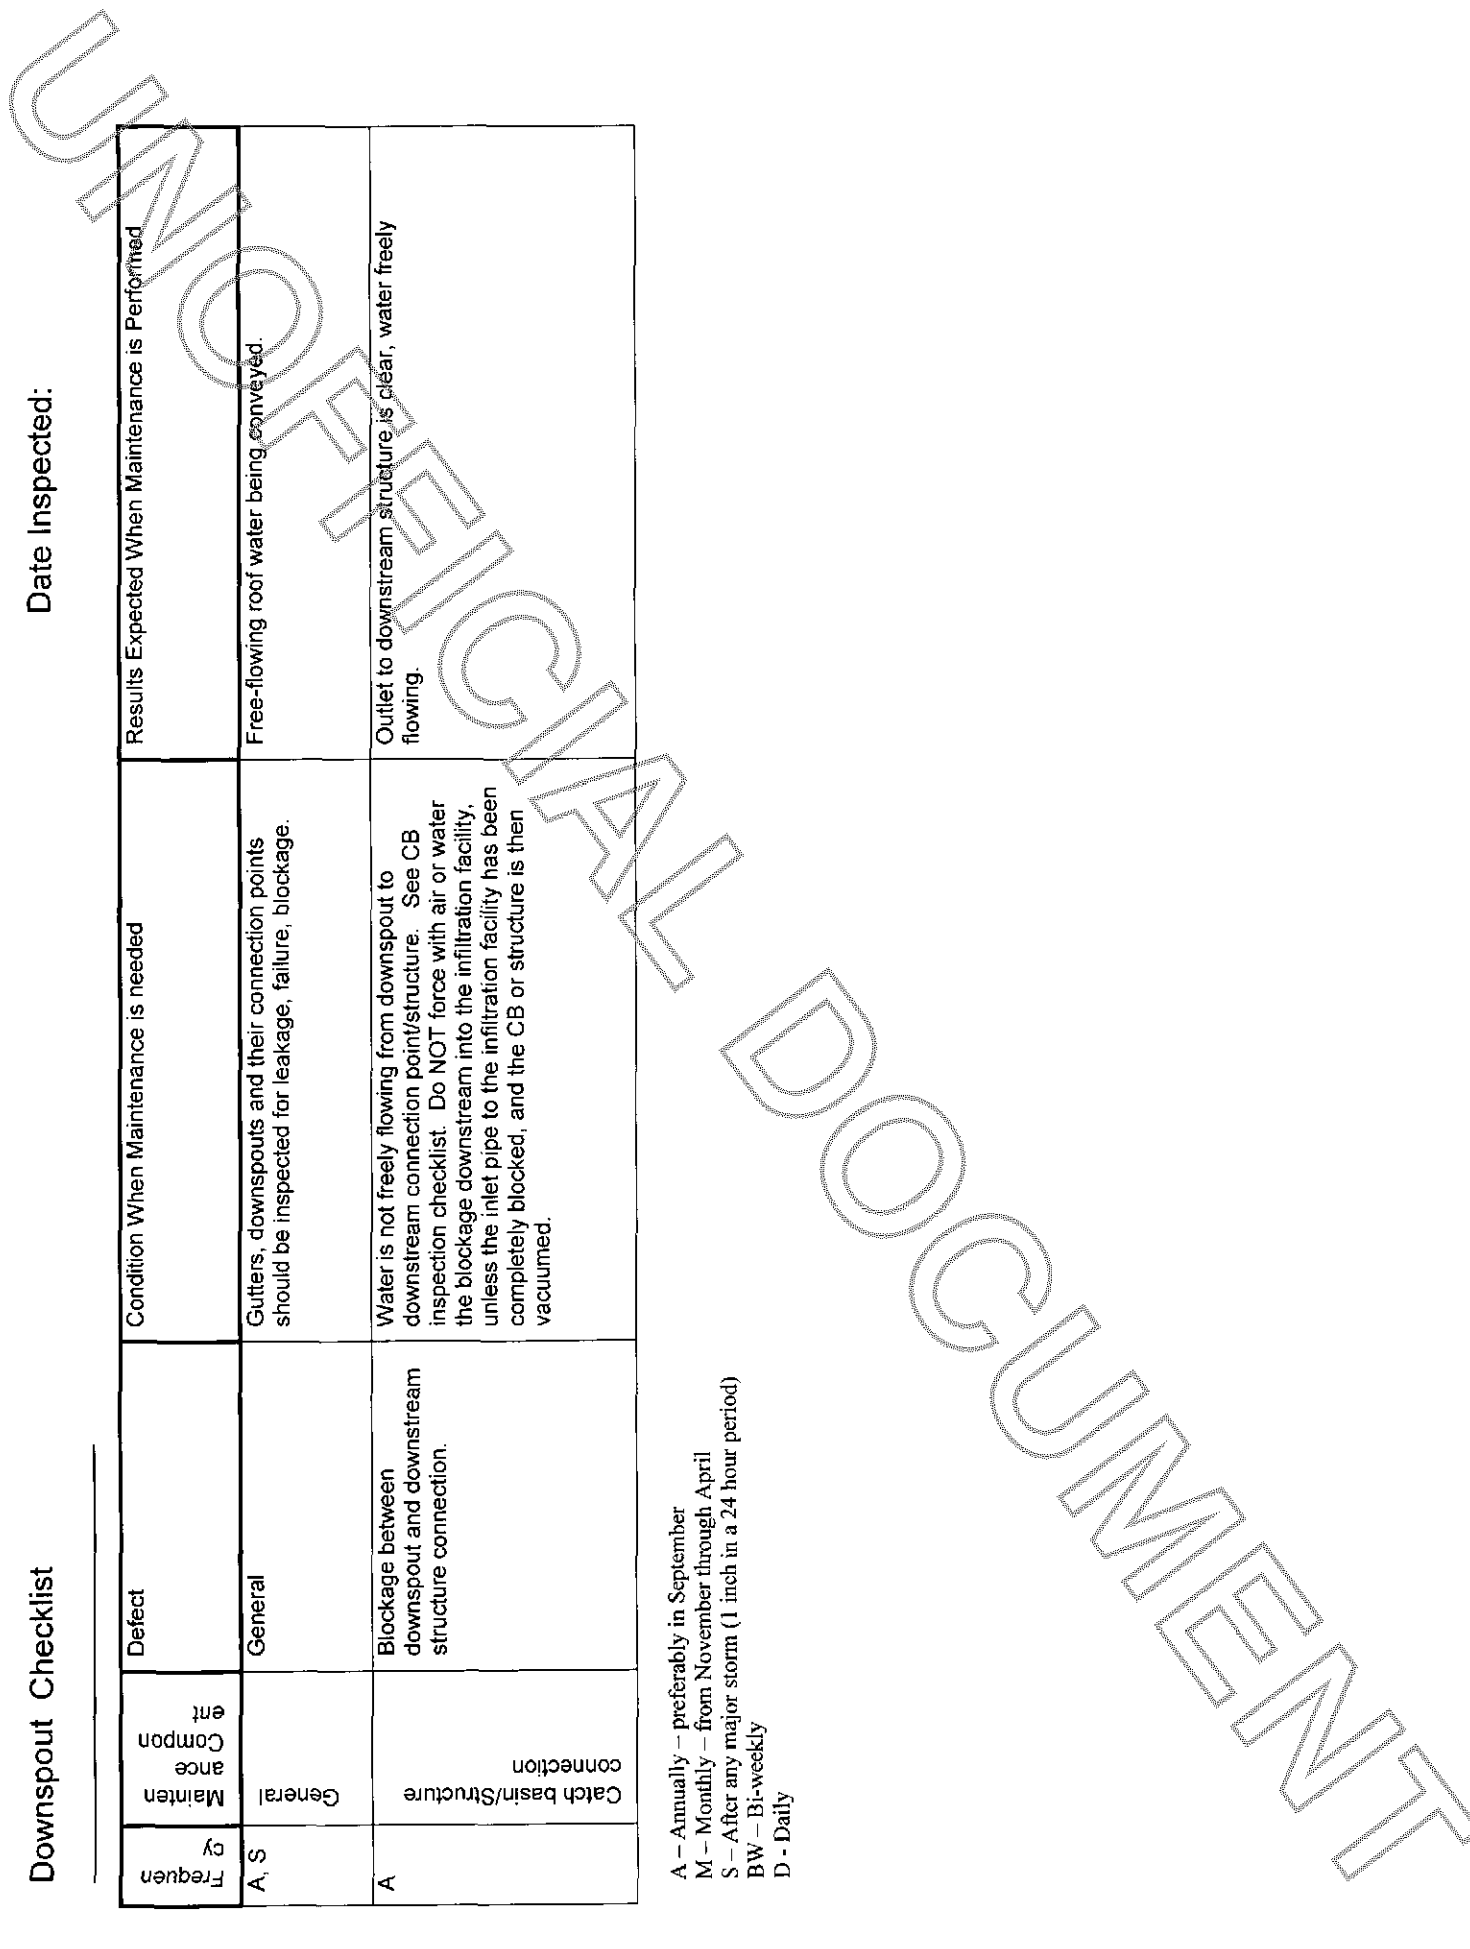 Downspout Checklist
Date Inspected:
Frequen
cy
Mainten
ance
Compon
ent
Defect
Condition When Maintenance is needed
Results Expected When Maintenance is Performed
A, S
General
General
Gutters, downspouts and their connection points
should be inspected for leakage, failure, blockage.
Free-flowing roof water being conveyed.
A
Catch basin/Structure
connection
Blockage between
downspout and downstream
structure connection.
Water is not freely flowing from downspout to
downstream connection point/structure. See CB
inspection checklist. Do NOT force with air or water
the blockage downstream into the infiltration facility,
unless the inlet pipe to the infiltration facility has been
completely blocked, and the CB or structure is then
vacuumed.
Outlet to downstream structure is clear, water freely
flowing.
A – Annually – preferably in September
M – Monthly – from November through April
S – After any major storm (1 inch in a 24 hour period)
BW – Bi-weekly
D - Daily
UNOFFICIAL DOCUMENT